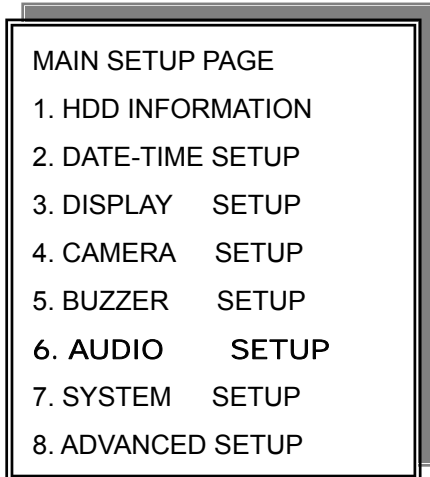 MAIN SETUP PAGE
1. HDD INFORMATION
2. DATE-TIME SETUP
3. DISPLAY SETUP
4. CAMERA SETUP
5. BUZZER SETUP
6. AUDIO SETUP
7. SYSTEM SETUP
8. ADVANCED SETUP